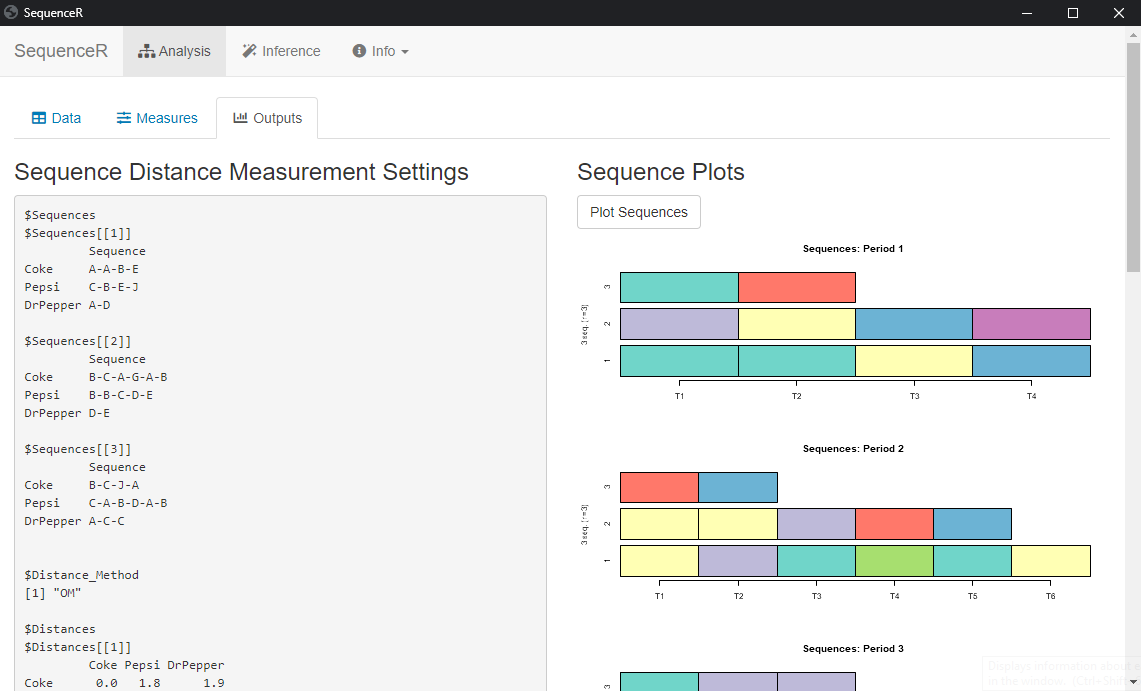 SequenceR
SequenceR Analysis Inference Info
Data Measures Outputs
Sequence Distance Measurement Settings
$Sequences
$Sequences[[1]]
Sequence
Coke A-A-B-E
Pepsi C-B-E-J
DrPepper A-D
$Sequences[[2]]
Sequence
Coke B-C-A-G-A-B
Pepsi B-B-C-D-E
DrPepper D-E
$Sequences[[3]]
Sequence
Coke B-C-J-A
Pepsi C-A-B-D-A-B
DrPepper A-C-C
$Distance_Method
[1] "OM"
$Distances
$Distances[[1]]
Coke Pepsi DrPepper
Coke 0.0 1.8 1.9
Sequence Plots
Plot Sequences
Sequences: Period 1
3 seq. (n=3)
3
2
1
T1 T2 T3 T4
Sequences: Period 2
3 seq. (n=3)
3
2
1
T1 T2 T3 T4 T5 T6
Sequences: Period 3
3
Displays information about
in the window. (Ctrl+Shift